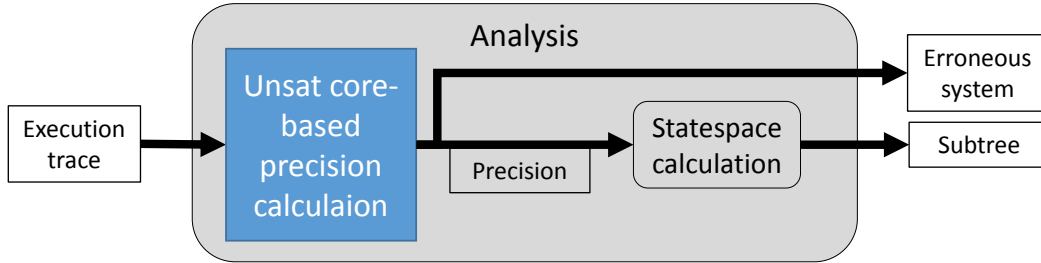 Analysis
Execution
trace
Unsat core-
based
precision
calculaion
Precision
Statespace
calculation
Erroneous
system
Subtree